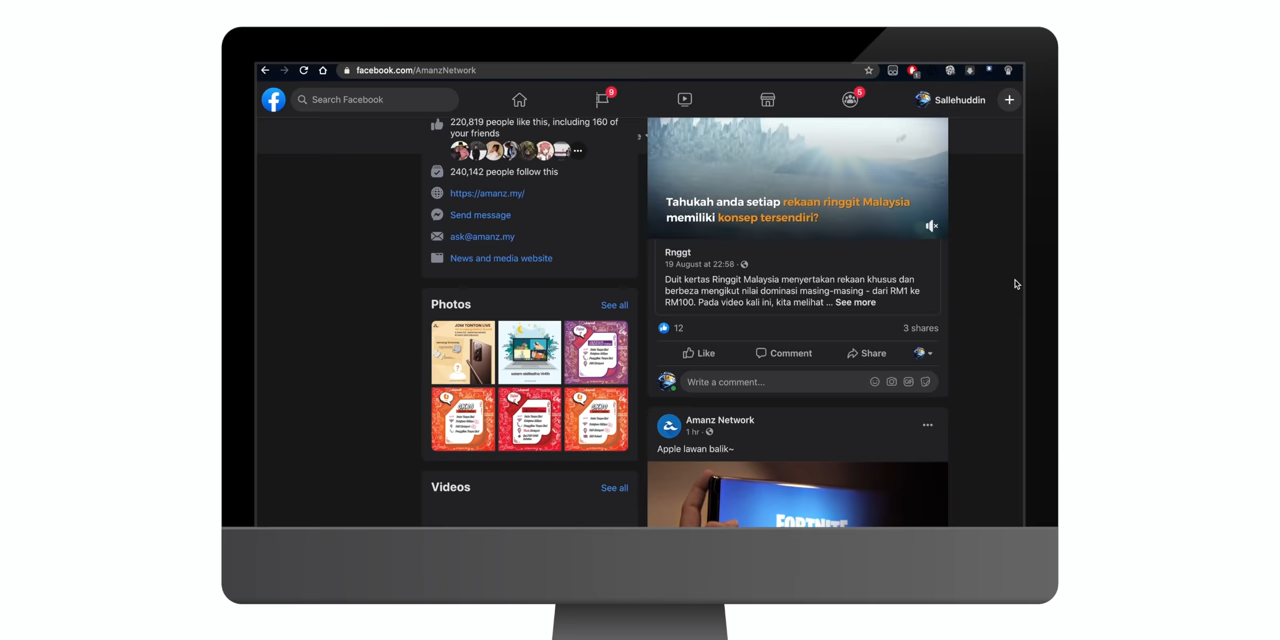 facebook.com/AmanzNetwork
Search Facebook
9
5
Sallehuddin
220,819 people like this, including 160 of
your friends
240,142 people follow this
https://amanz.my/
Send message
ask@amanz.my
News and media website
Photos
See all
JOM TONTON LIVE
Videos
See all
Tahukah anda setiap rekaan ringgit Malaysia
memiliki konsep tersendiri?
Rnggt
19 August at 22:58 ·
Duit kertas Ringgit Malaysia menyertakan rekaan khusus dan
berbeza mengikut nilai dominasi masing-masing - dari RM1 ke
RM100. Pada video kali ini, kita melihat ... See more
12
3 shares
Like
Comment
Share
Write a comment...
GIF
Amanz Network
1 hr ·
Apple lawan balik~
FORTNITE